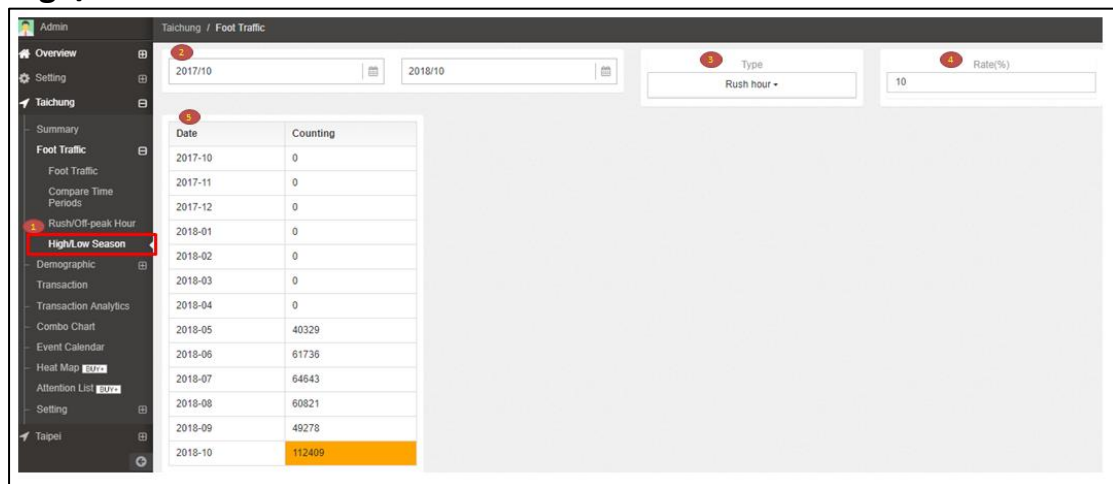 Admin
Taichung / Foot Traffic
Overview
Setting
Taichung
Summary
Foot Traffic
Foot Traffic
Compare Time
Periods
1
Rush/Off-peak Hour
High/Low Season
Demographic
Transaction
Transaction Analytics
Combo Chart
Event Calendar
Heat Map BUY+
Attention List BUY+
Setting
Taipei
2
2017/10 2018/10
3 Type
Rush hour
4 Rate(%)
10
5
Date Counting
2017-10 0
2017-11 0
2017-12 0
2018-01 0
2018-02 0
2018-03 0
2018-04 0
2018-05 40329
2018-06 61736
2018-07 64643
2018-08 60821
2018-09 49278
2018-10 112409